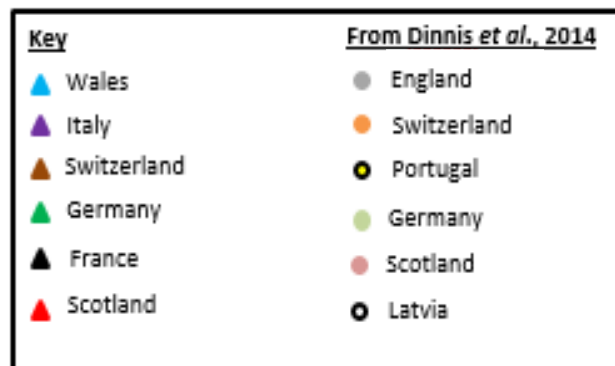 Key
Wales
Italy
Switzerland
Germany
France
Scotland
From Dinnis et al., 2014
England
Switzerland
Portugal
Germany
Scotland
Latvia